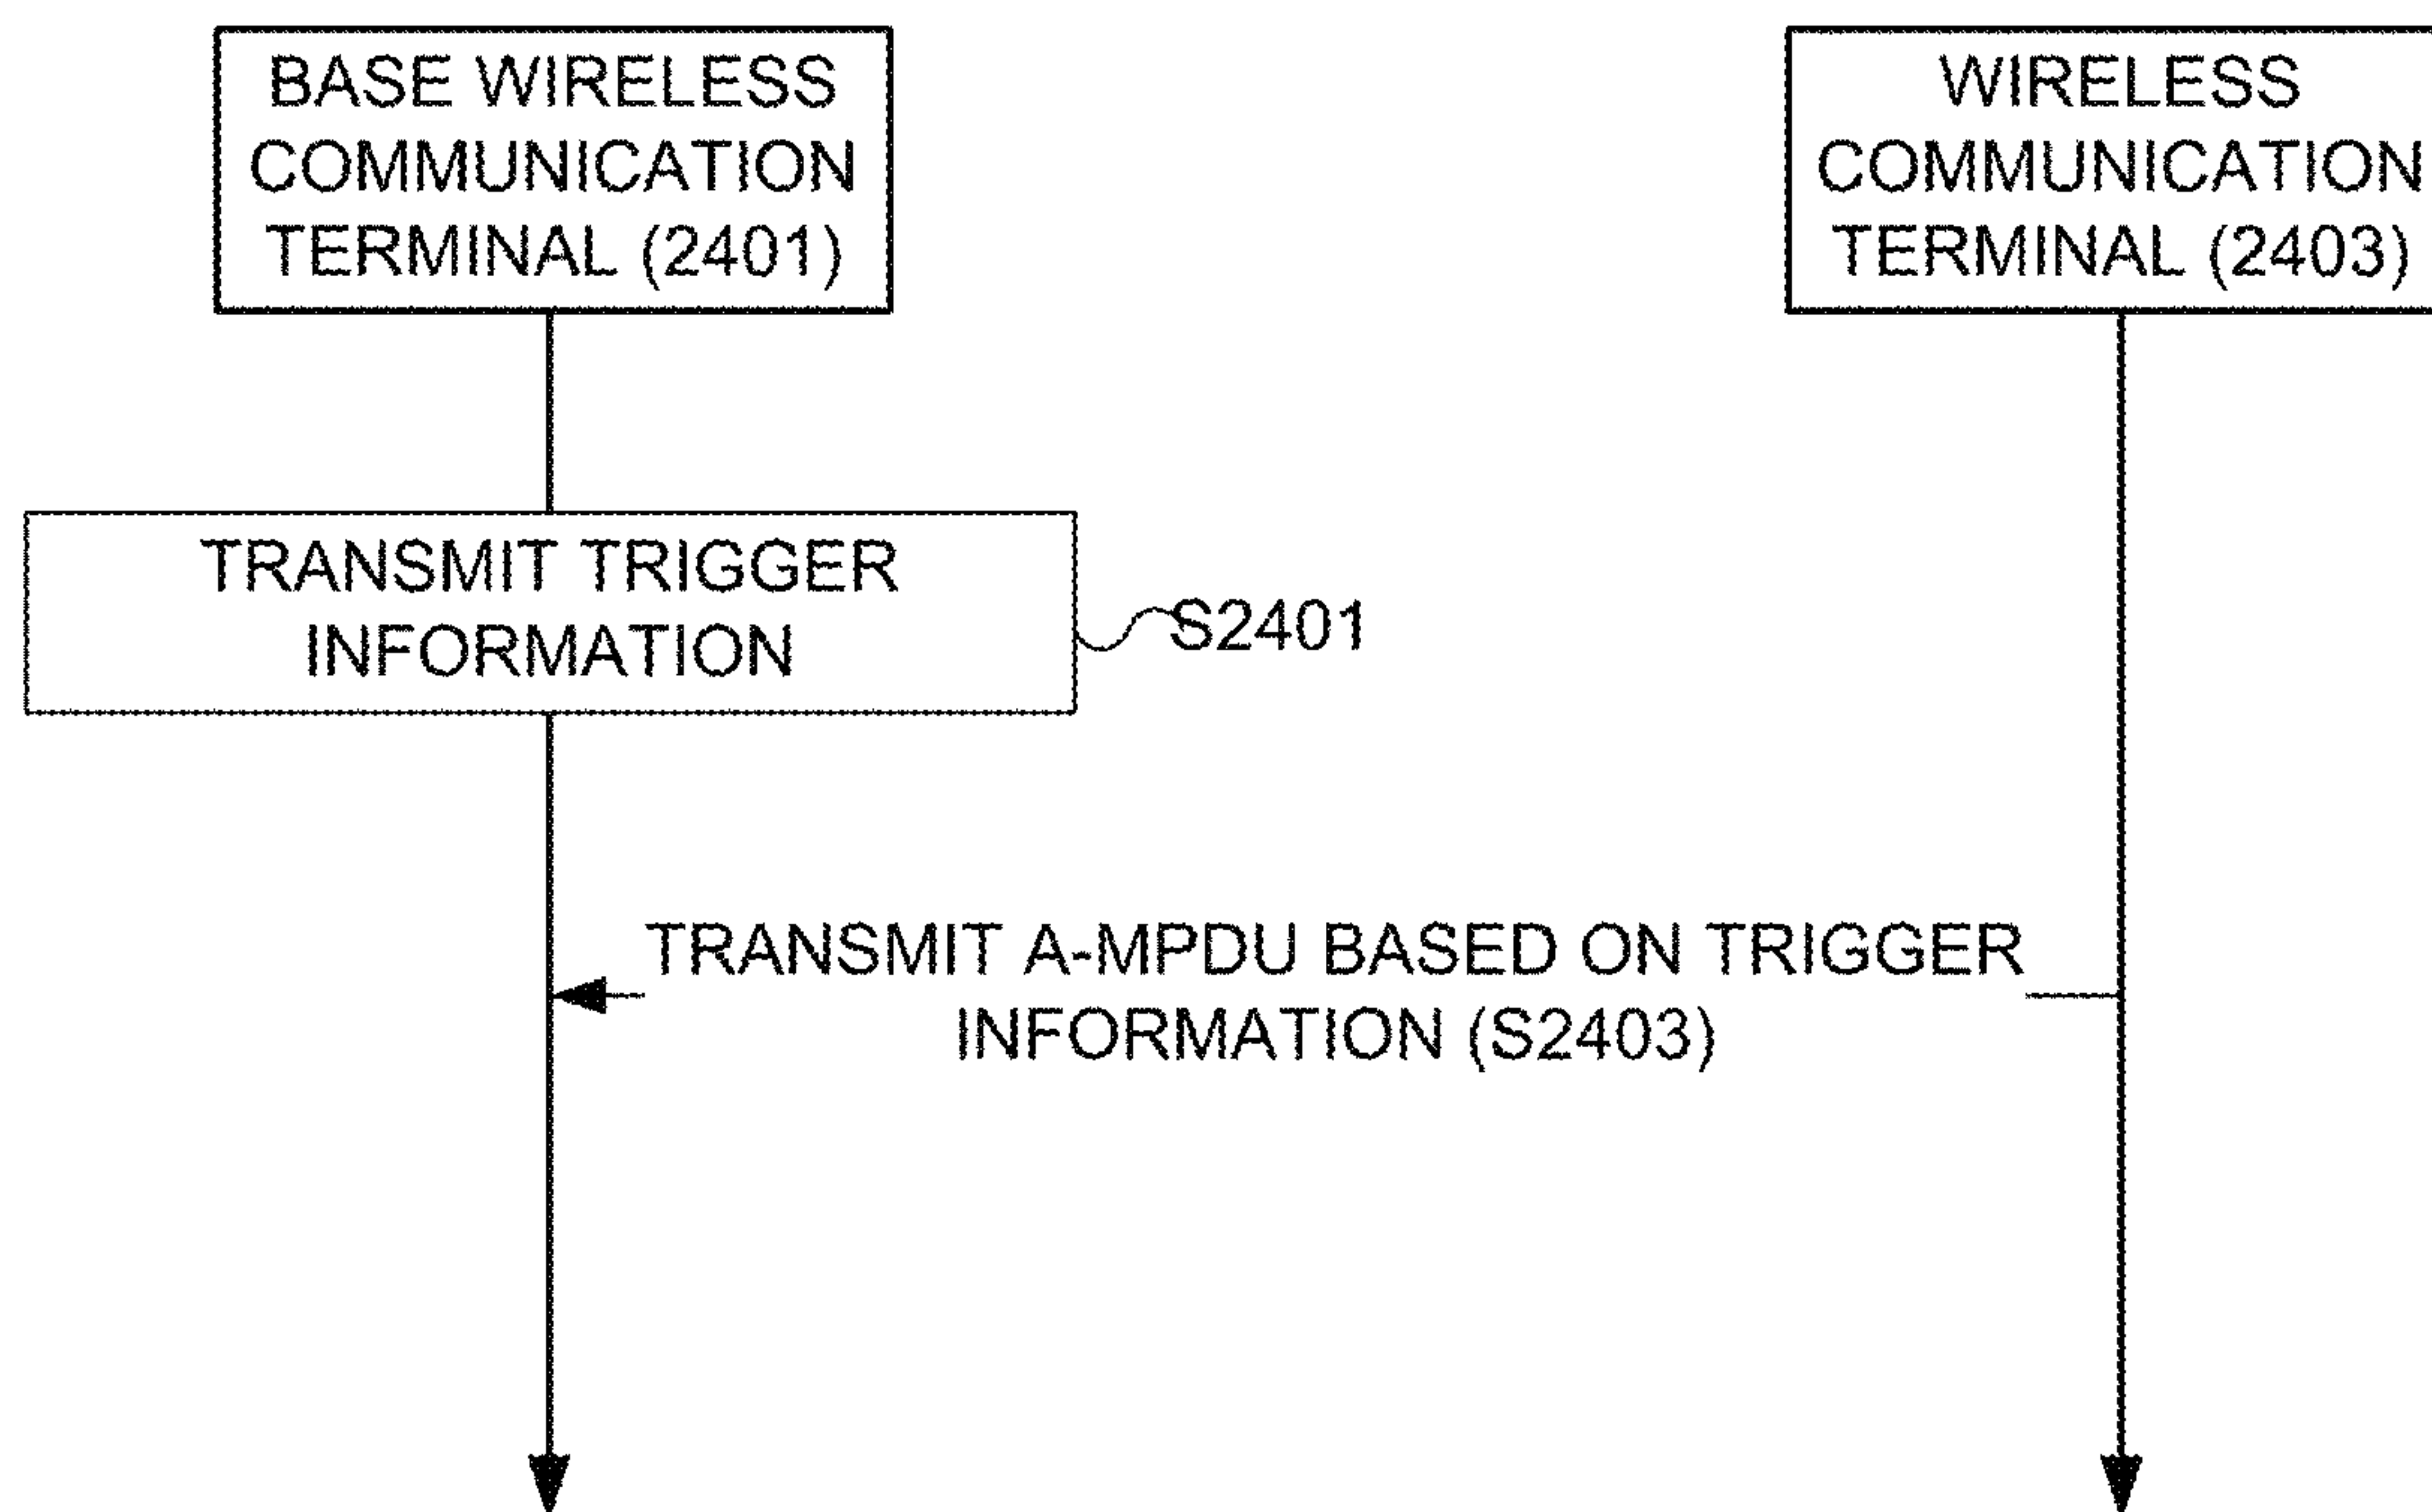 BASE WIRELESS
COMMUNICATION
TERMINAL (2401)
WIRELESS
COMMUNICATION
TERMINAL (2403)
TRANSMIT TRIGGER
INFORMATION
S2401
TRANSMIT A-MPDU BASED ON TRIGGER
INFORMATION (S2403)